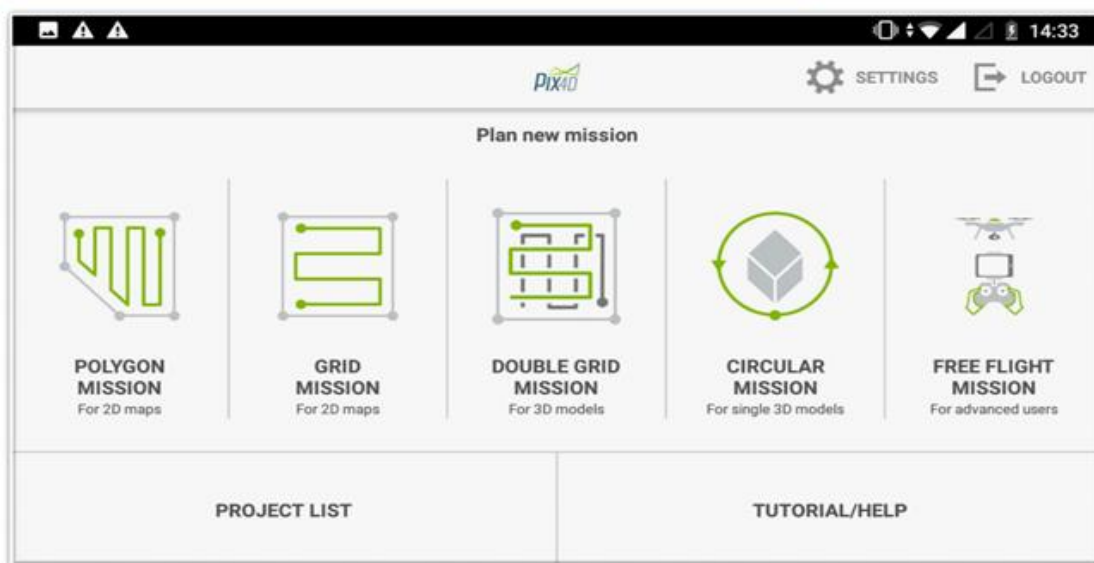 14:33
PIX4D
SETTINGS
LOGOUT
Plan new mission
POLYGON
MISSION
For 2D maps
GRID
MISSION
For 2D maps
DOUBLE GRID
MISSION
For 3D models
CIRCULAR
MISSION
For single 3D models
FREE FLIGHT
MISSION
For advanced users
PROJECT LIST
TUTORIAL/HELP